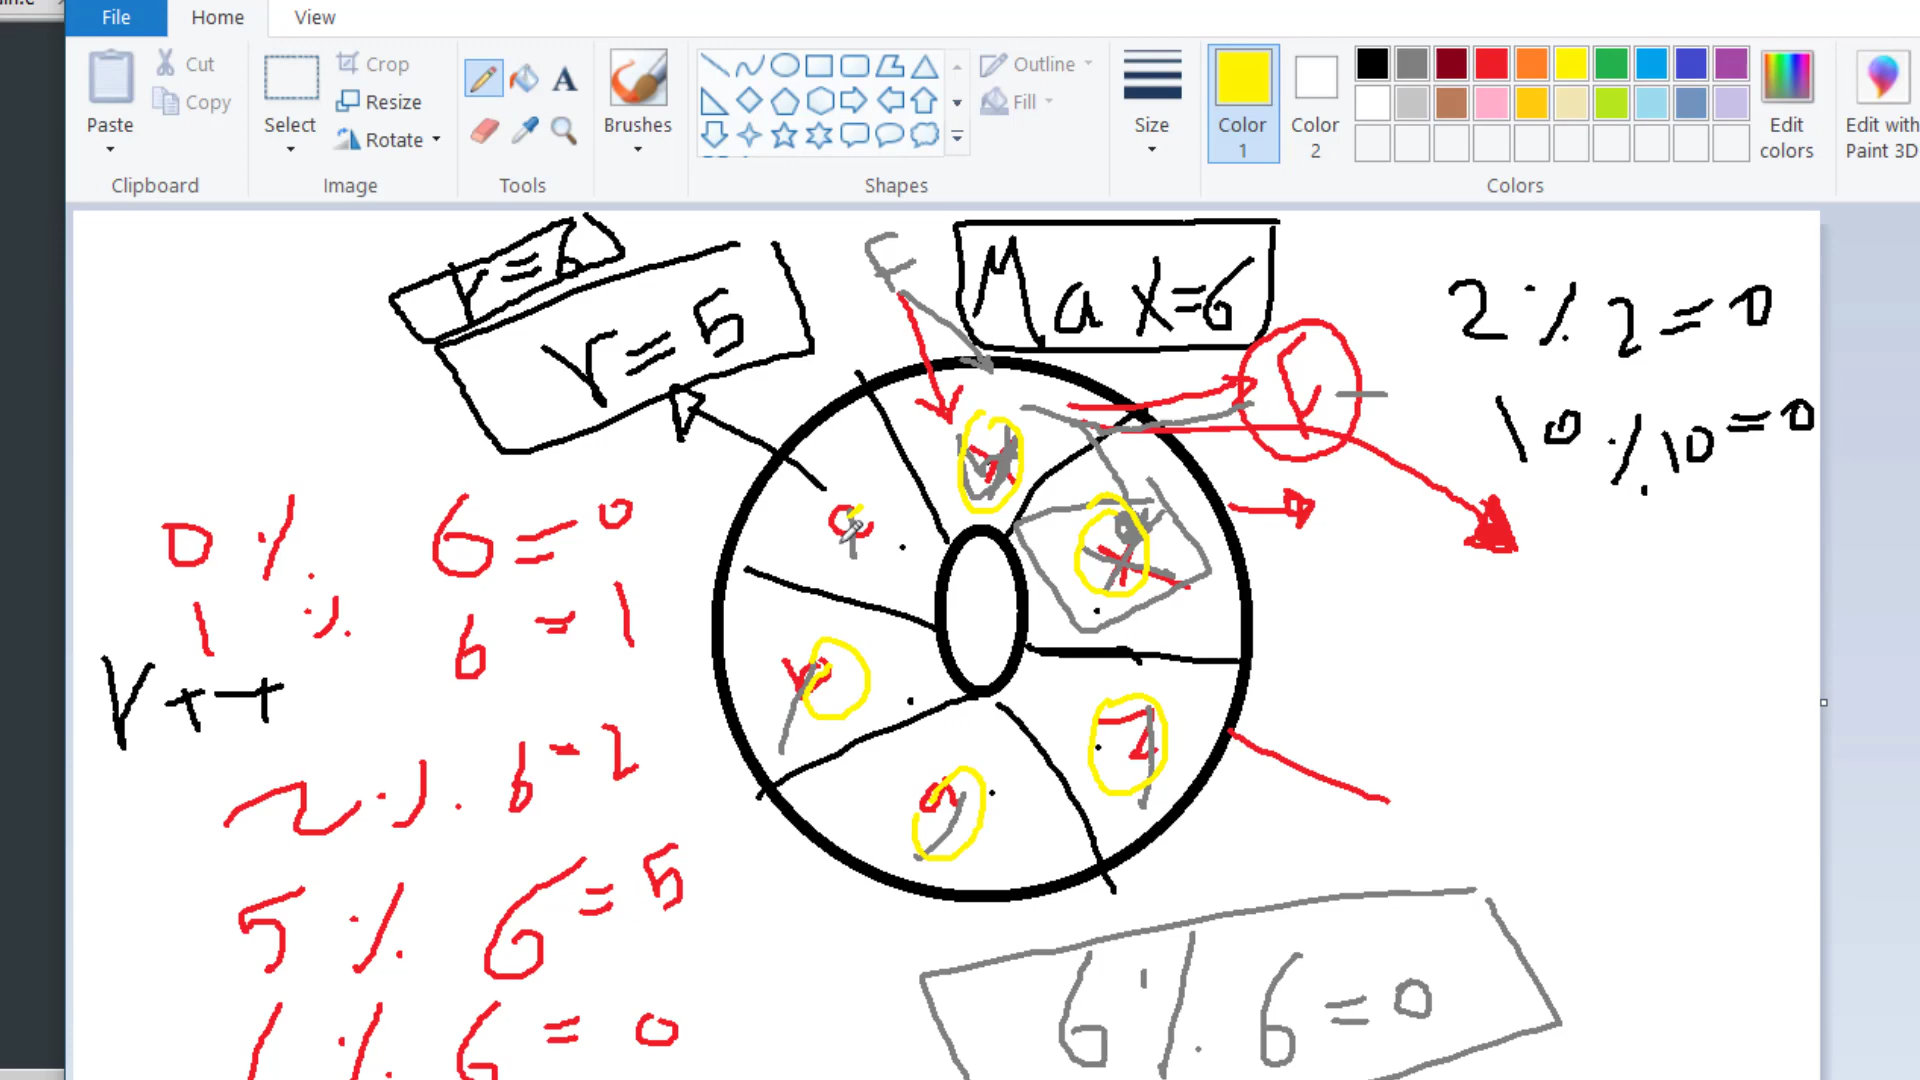 File Home View
Cut
Copy
Paste
Clipboard
Select
Crop
Resize
Rotate
Image
Tools
Brushes
Shapes
Outline
Fill
Size
Color 1
Color 2
Edit colors
Colors
Edit with Paint 3D
r=6
r=5
F
Max=6
2%2=0
10%10=0
0 % 6=0
1 % 6=1
r++
2 % 6=2
5 % 6=5
% 6=0
6 % 6=0